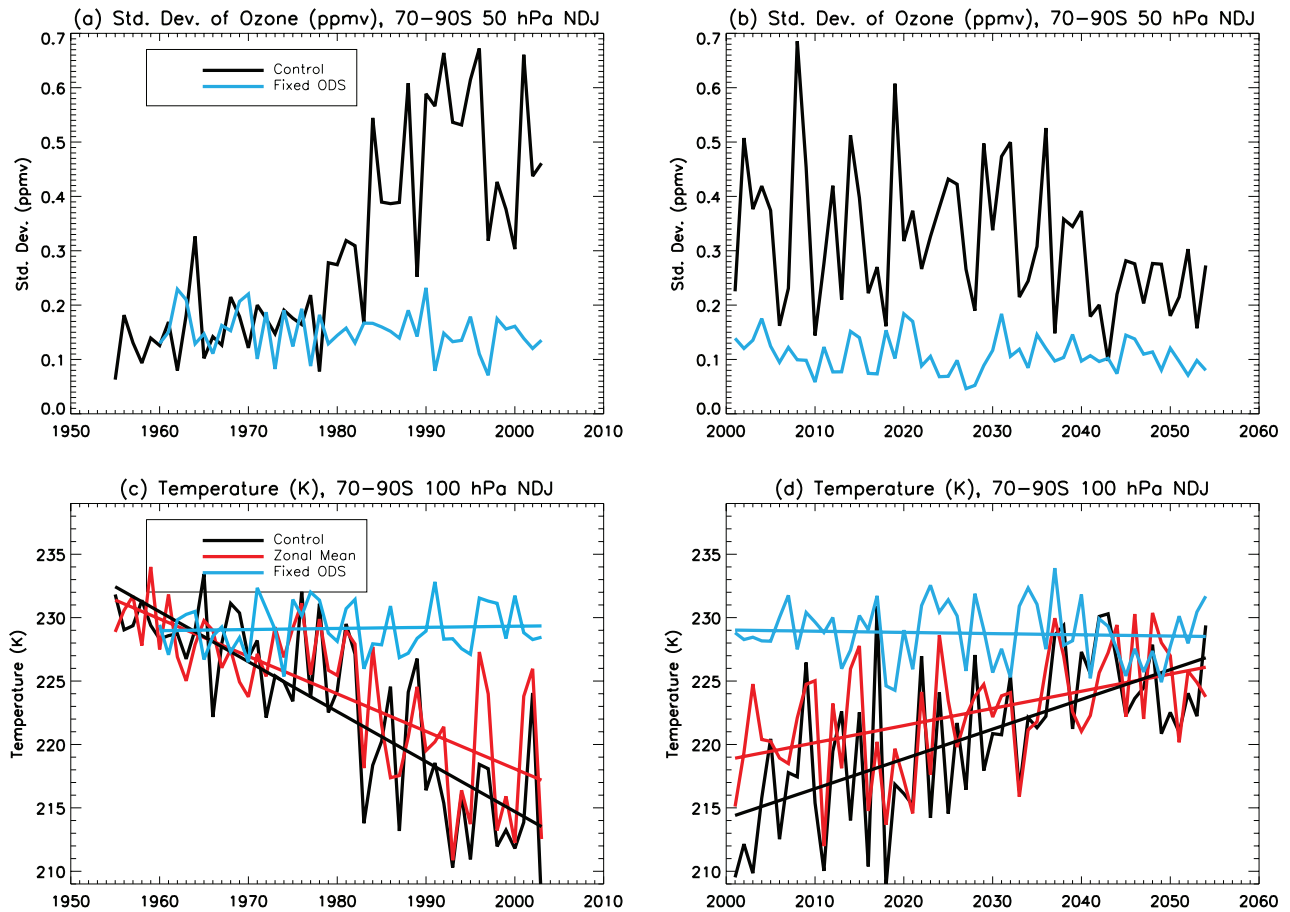 (a) Std. Dev. of Ozone (ppmv), 70-90S 50 hPa NDJ
Std. Dev. (ppmv)
0.7
0.6
0.5
0.4
0.3
0.2
0.1
0.0
Control
Fixed ODS
1950 1960 1970 1980 1990 2000 2010
(b) Std. Dev. of Ozone (ppmv), 70-90S 50 hPa NDJ
Std. Dev. (ppmv)
0.7
0.6
0.5
0.4
0.3
0.2
0.1
0.0
2000 2010 2020 2030 2040 2050 2060
(c) Temperature (K), 70-90S 100 hPa NDJ
Temperature (K)
235
230
225
220
215
210
Control
Zonal Mean
Fixed ODS
1950 1960 1970 1980 1990 2000 2010
(d) Temperature (K), 70-90S 100 hPa NDJ
Temperature (K)
235
230
225
220
215
210
2000 2010 2020 2030 2040 2050 2060